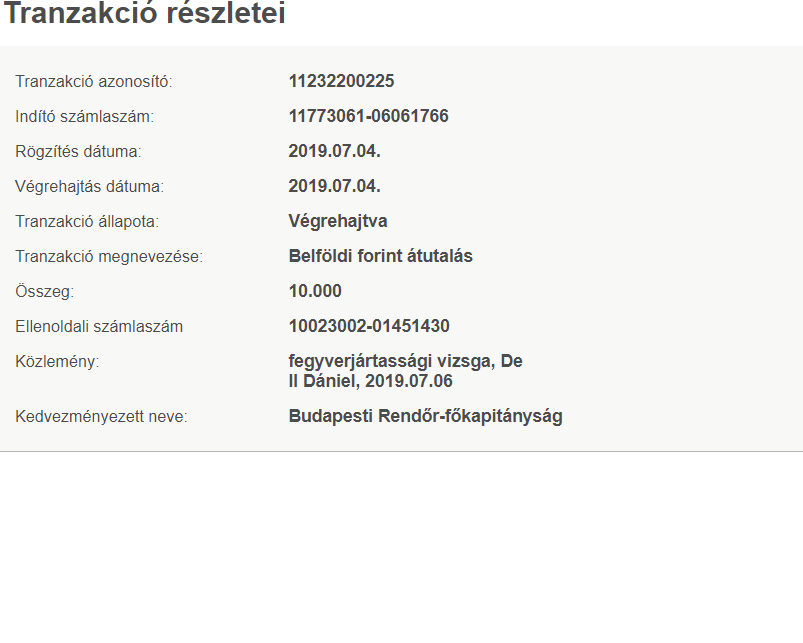 Tranzakció részletei
Tranzakció azonosító: 11232200225
Indító számlaszám: 11773061-06061766
Rögzítés dátuma: 2019.07.04.
Végrehajtás dátuma: 2019.07.04.
Tranzakció állapota: Végrehajtva
Tranzakció megnevezése: Belföldi forint átutalás
Összeg: 10.000
Ellenoldali számlaszám 10023002-01451430
Közlemény: fegyverjártassági vizsga, De
ll Dániel, 2019.07.06
Kedvezményezett neve: Budapesti Rendőr-főkapitányság